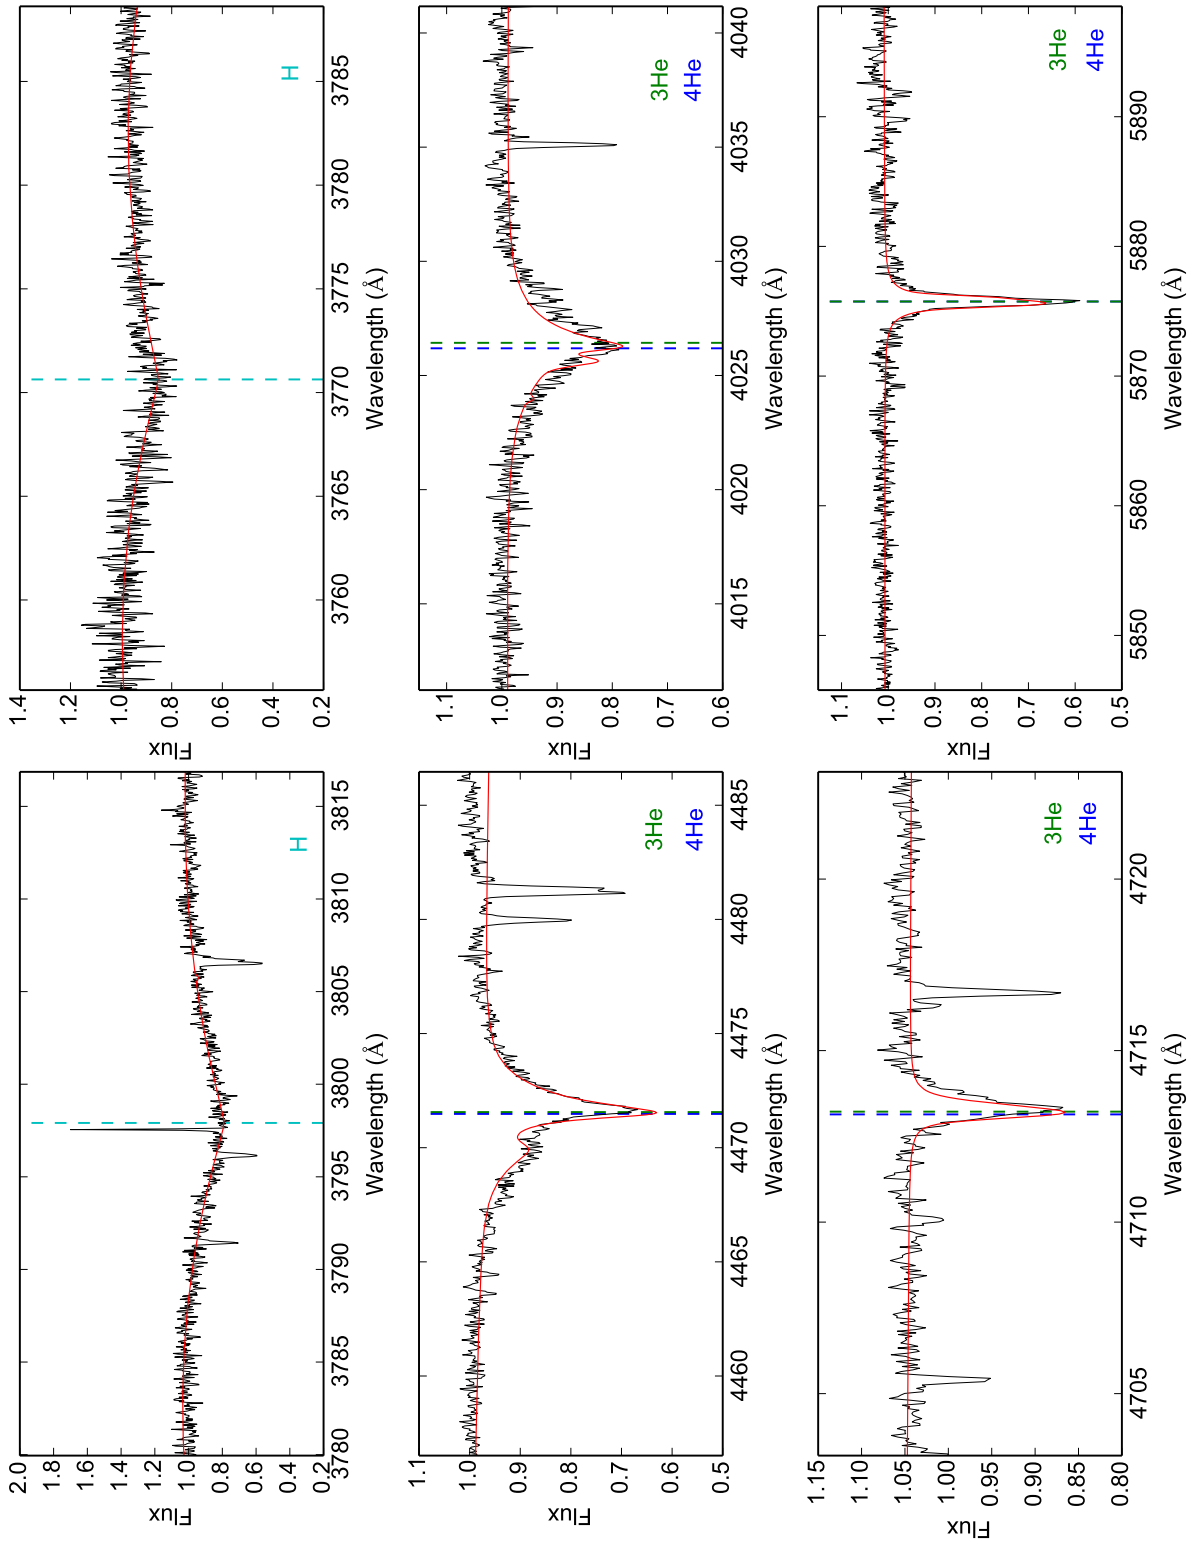 2.0
1.8
1.6
1.4
1.2
1.0
0.8
0.6
0.4
0.2
Flux
3780 3785 3790 3795 3800 3805 3810 3815
Wavelength (Å)
H
1.4
1.2
1.0
0.8
0.6
0.4
0.2
Flux
3760 3765 3770 3775 3780 3785
Wavelength (Å)
H
1.1
1.0
0.9
0.8
0.7
0.6
0.5
Flux
4460 4465 4470 4475 4480 4485
Wavelength (Å)
3He
4He
1.1
1.0
0.9
0.8
0.7
0.6
Flux
4015 4020 4025 4030 4035 4040
Wavelength (Å)
3He
4He
1.15
1.10
1.05
1.00
0.95
0.90
0.85
0.80
Flux
4705 4710 4715 4720
Wavelength (Å)
3He
4He
1.1
1.0
0.9
0.8
0.7
0.6
0.5
Flux
5850 5860 5870 5880 5890
Wavelength (Å)
3He
4He